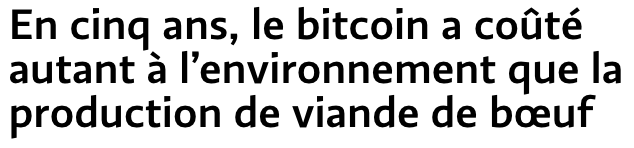 En cinq ans, le bitcoin a coûté
autant à l’environnement que la
production de viande de bœuf